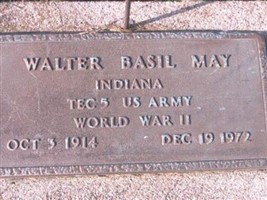 WALTER BASIL MAY
INDIANA
TEC 5 US ARMY
WORLD WAR II
OCT 3 1914 DEC 19 1972